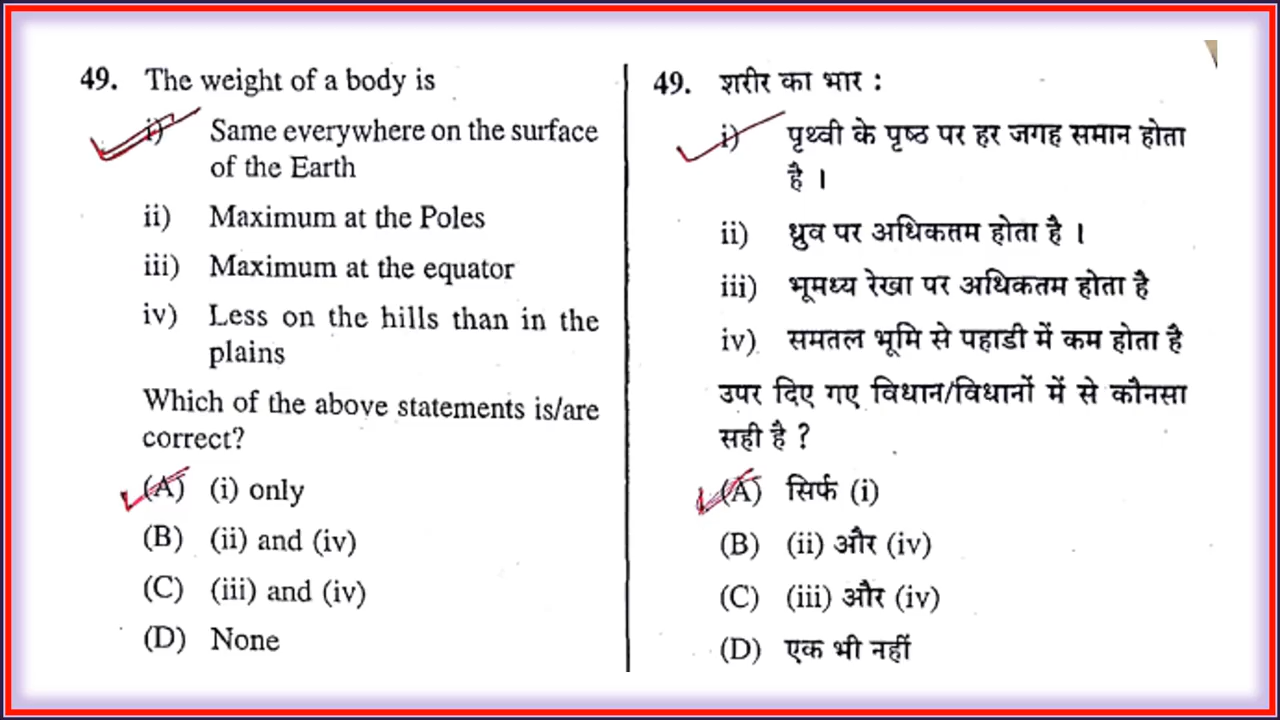 49. The weight of a body is
i) Same everywhere on the surface
of the Earth
ii) Maximum at the Poles
iii) Maximum at the equator
iv) Less on the hills than in the
plains
Which of the above statements is/are
correct?
(A) (i) only
(B) (ii) and (iv)
(C) (iii) and (iv)
(D) None
49. शरीर का भार :
i) पृथ्वी के पृष्ठ पर हर जगह समान होता
है ।
ii) ध्रुव पर अधिकतम होता है ।
iii) भूमध्य रेखा पर अधिकतम होता है
iv) समतल भूमि से पहाडी में कम होता है
उपर दिए गए विधान/विधानों में से कौनसा
सही है ?
(A) सिर्फ (i)
(B) (ii) और (iv)
(C) (iii) और (iv)
(D) एक भी नहीं